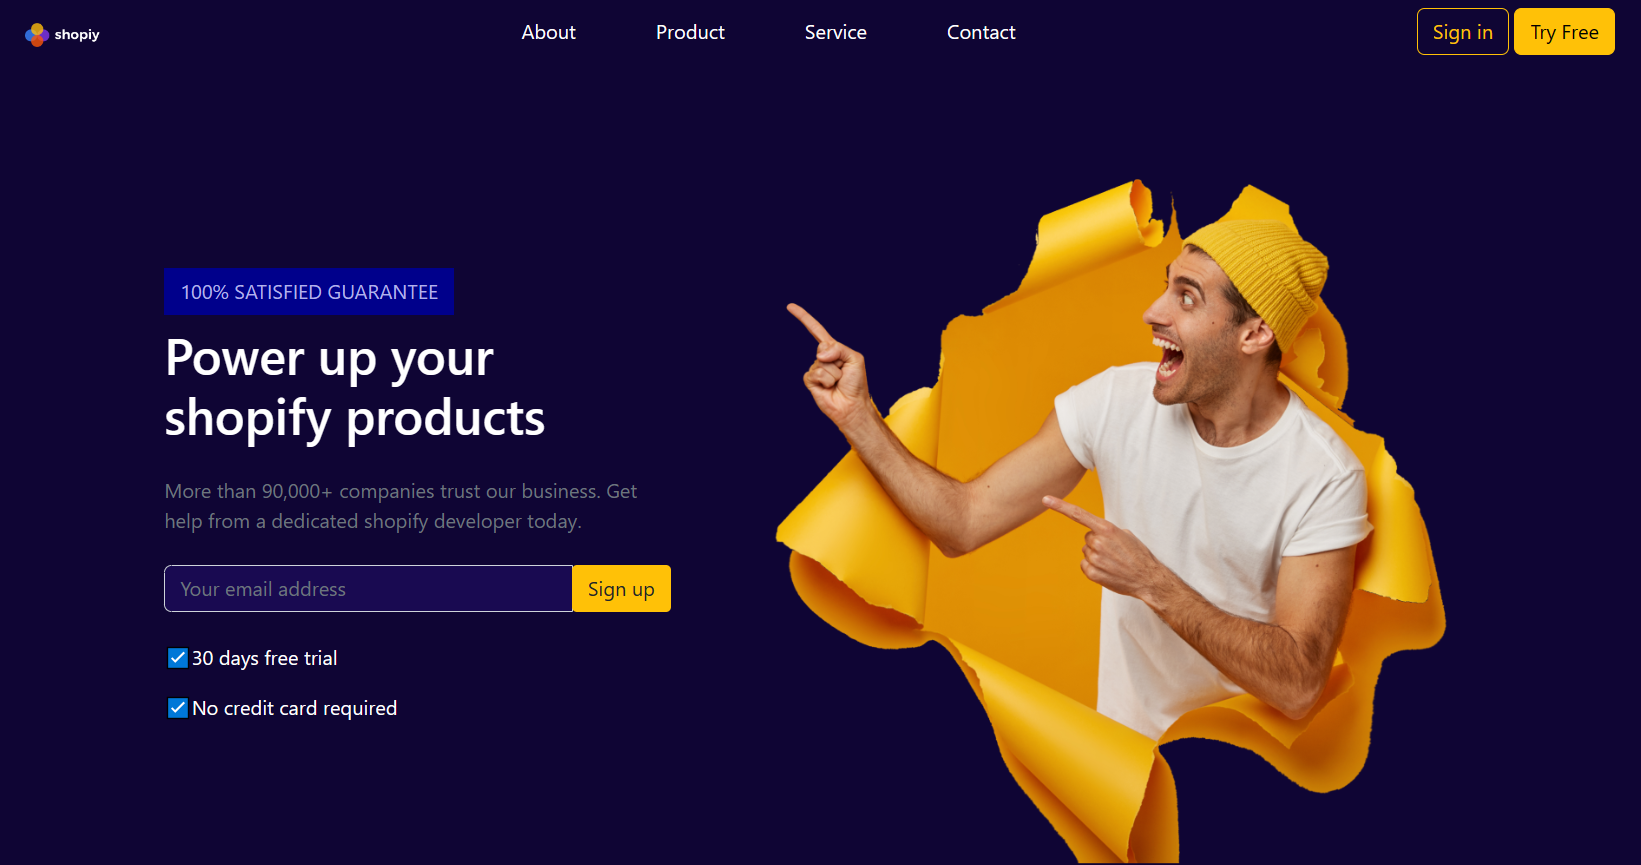 shopiy
About
Product
Service
Contact
Sign in
Try Free
100% SATISFIED GUARANTEE
Power up your
shopify products
More than 90,000+ companies trust our business. Get
help from a dedicated shopify developer today.
Your email address
Sign up
30 days free trial
No credit card required